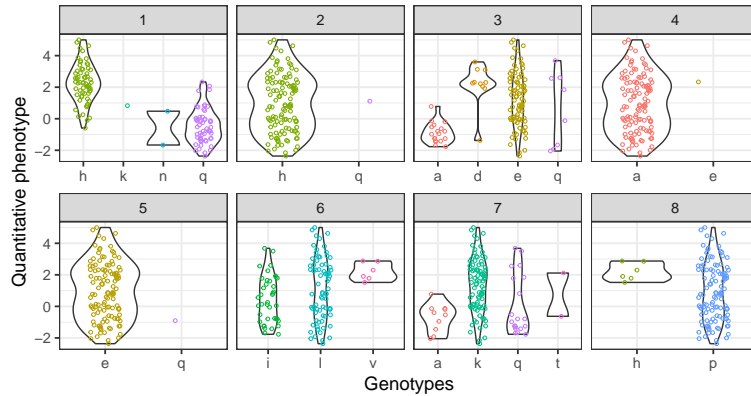 1 2 3 4
Quantitative phenotype
4
2
0
−2
h k n q h q a d e q a e
5 6 7 8
4
2
0
−2
e q i l v a k q t h p
Genotypes